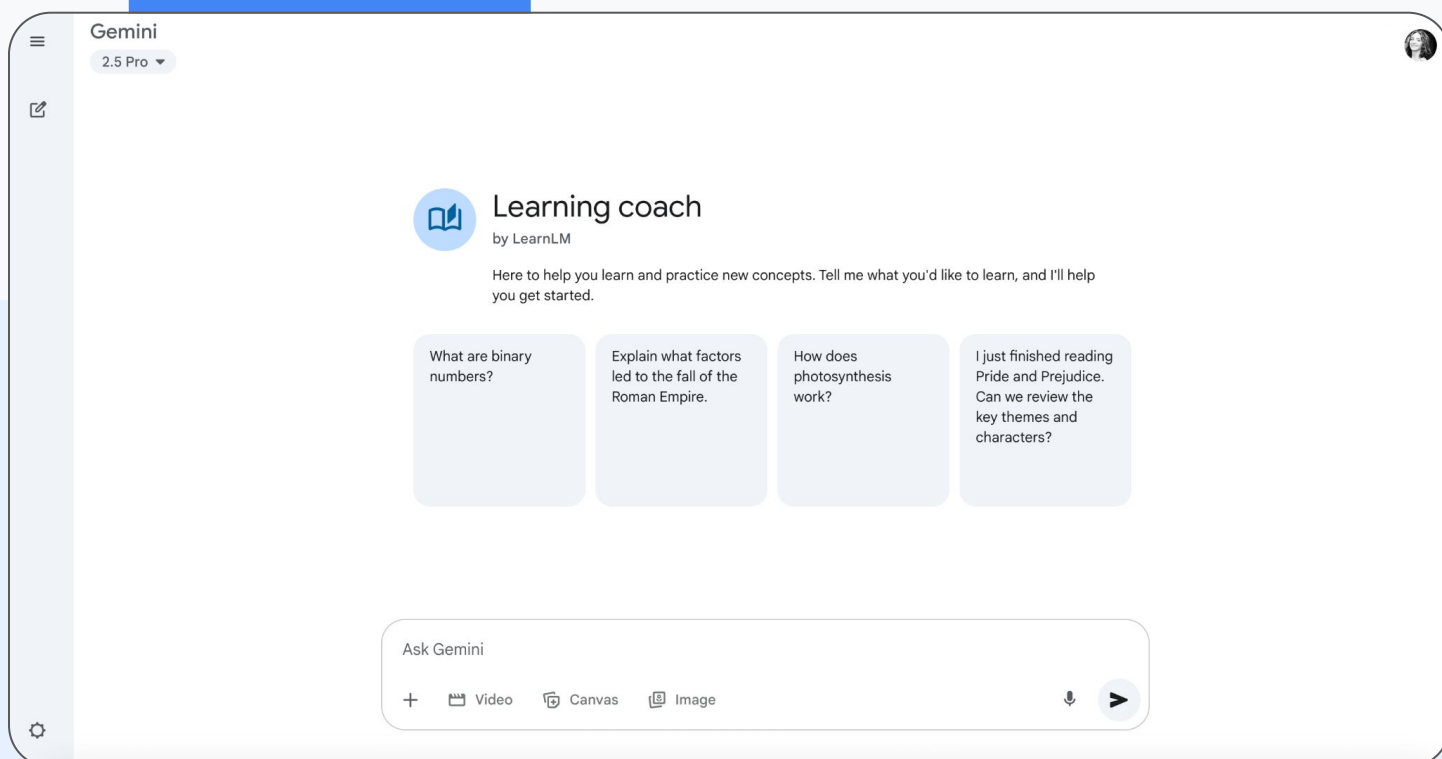 Gemini
2.5 Pro
Learning coach
by LearnLM
Here to help you learn and practice new concepts. Tell me what you'd like to learn, and I'll help
you get started.
What are binary
numbers?
Explain what factors
led to the fall of the
Roman Empire.
How does
photosynthesis
work?
I just finished reading
Pride and Prejudice.
Can we review the
key themes and
characters?
Ask Gemini
Video Canvas Image